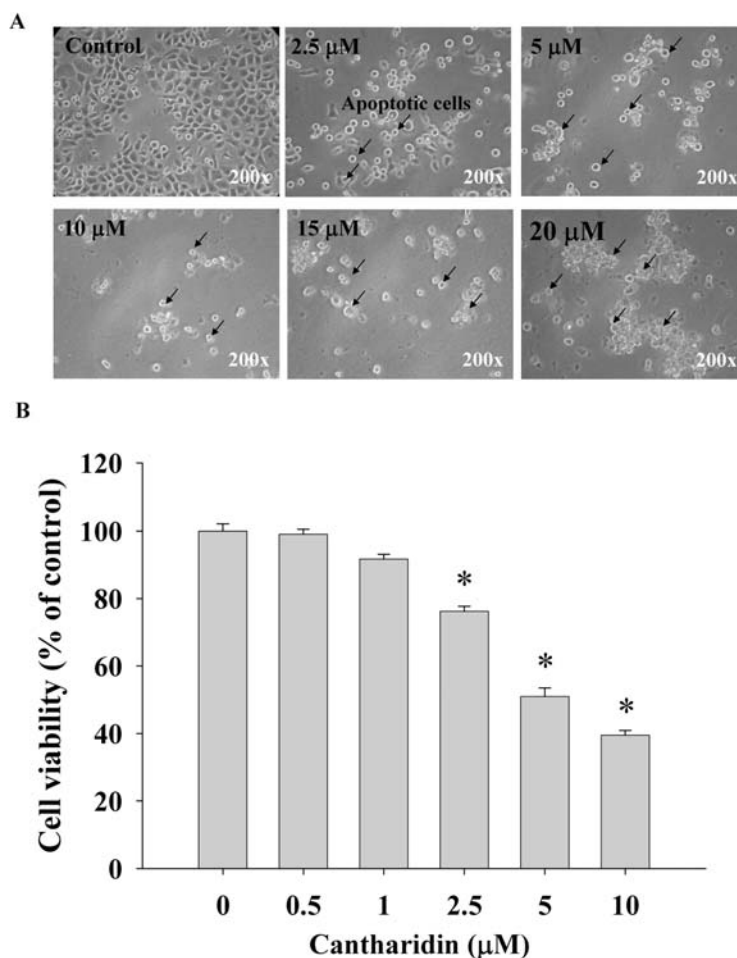 A
Control
200x
2.5 μM
Apoptotic cells
200x
5 μM
200x
10 μM
200x
15 μM
200x
20 μM
200x
B
Cell viability (% of control)
120
100
80
60
40
20
0
*
*
*
0 0.5 1 2.5 5 10
Cantharidin (μM)